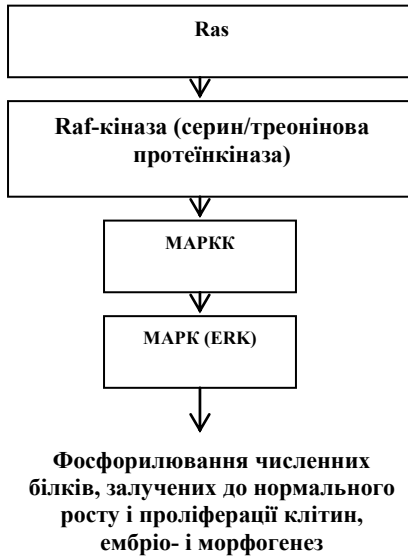 Ras
Raf-кіназа (серин/треонінова
протеїнкіназа)
МАРКК
МАРК (ERK)
Фосфорилювання численних
білків, залучених до нормального
росту і проліферації клітин,
ембріо- і морфогенез